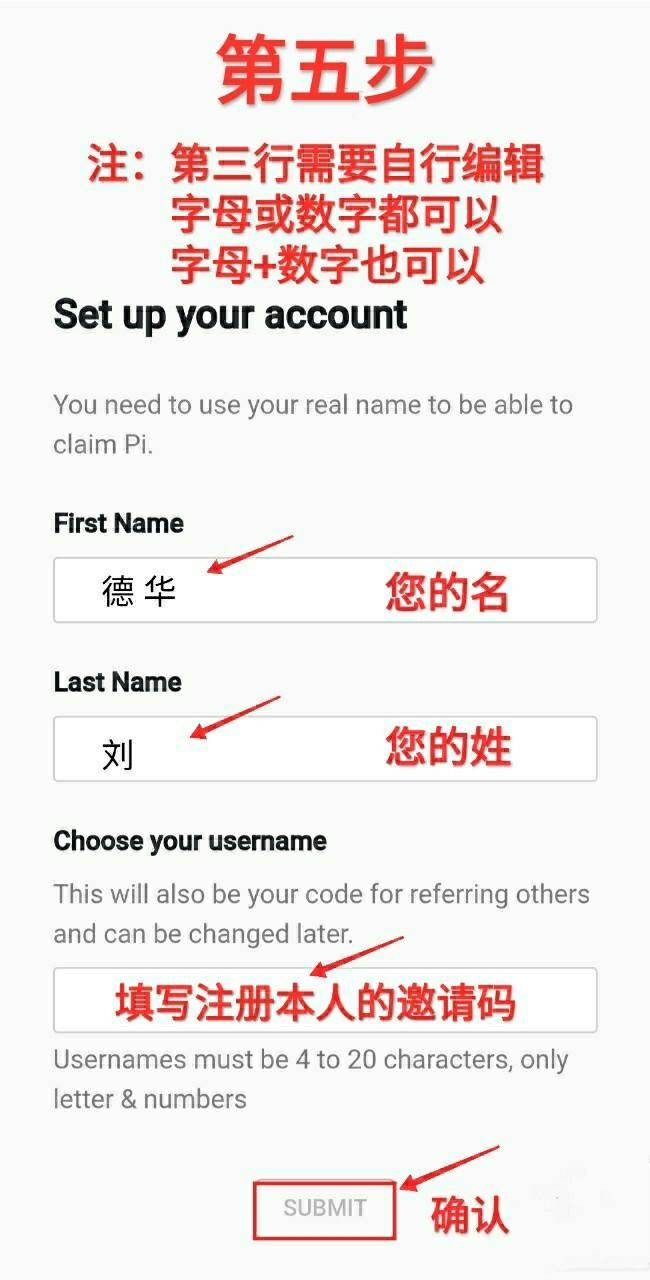 第五步
注：第三行需要自行编辑
字母或数字都可以
字母+数字也可以
Set up your account
You need to use your real name to be able to
claim Pi.
First Name
德 华 您的名
Last Name
刘 您的姓
Choose your username
This will also be your code for referring others
and can be changed later.
填写注册本人的邀请码
Usernames must be 4 to 20 characters, only
letter & numbers
SUBMIT 确认